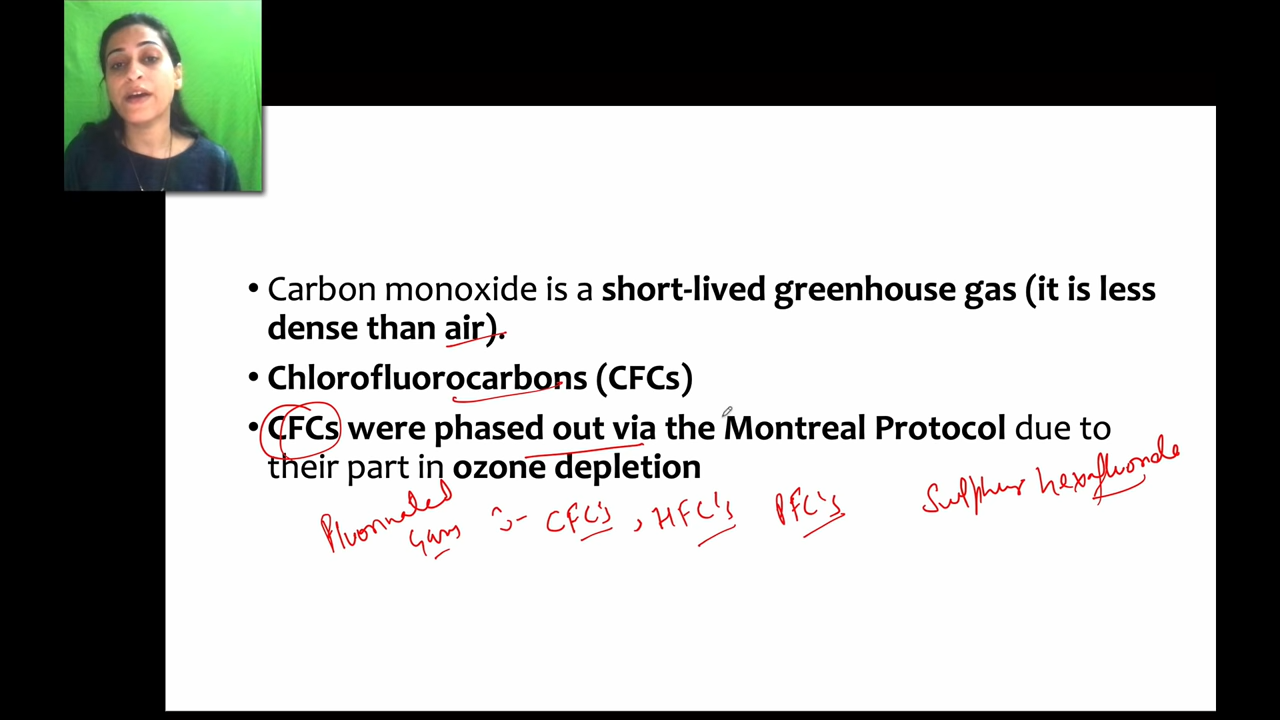 • Carbon monoxide is a short-lived greenhouse gas (it is less
dense than air).
• Chlorofluorocarbons (CFCs)
• CFCs were phased out via the Montreal Protocol due to
their part in ozone depletion
Fluorinated
gases :- CFC's, HFC's PFC's
Sulphur hexafluoride